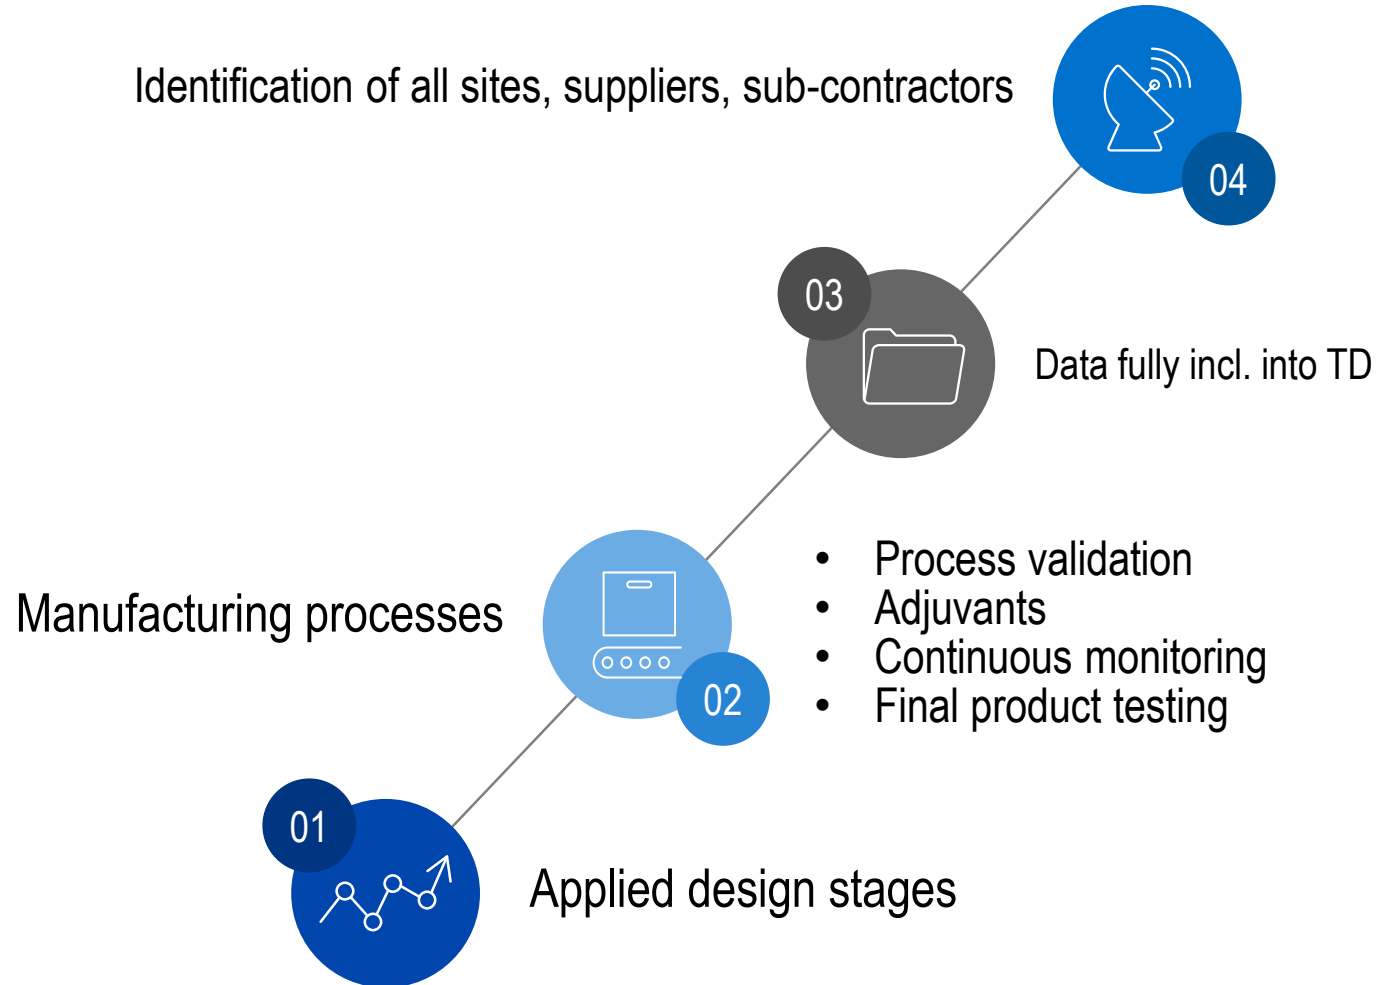 Identification of all sites, suppliers, sub-contractors
04
03
Data fully incl. into TD
Manufacturing processes
02
• Process validation
• Adjuvants
• Continuous monitoring
• Final product testing
01
Applied design stages